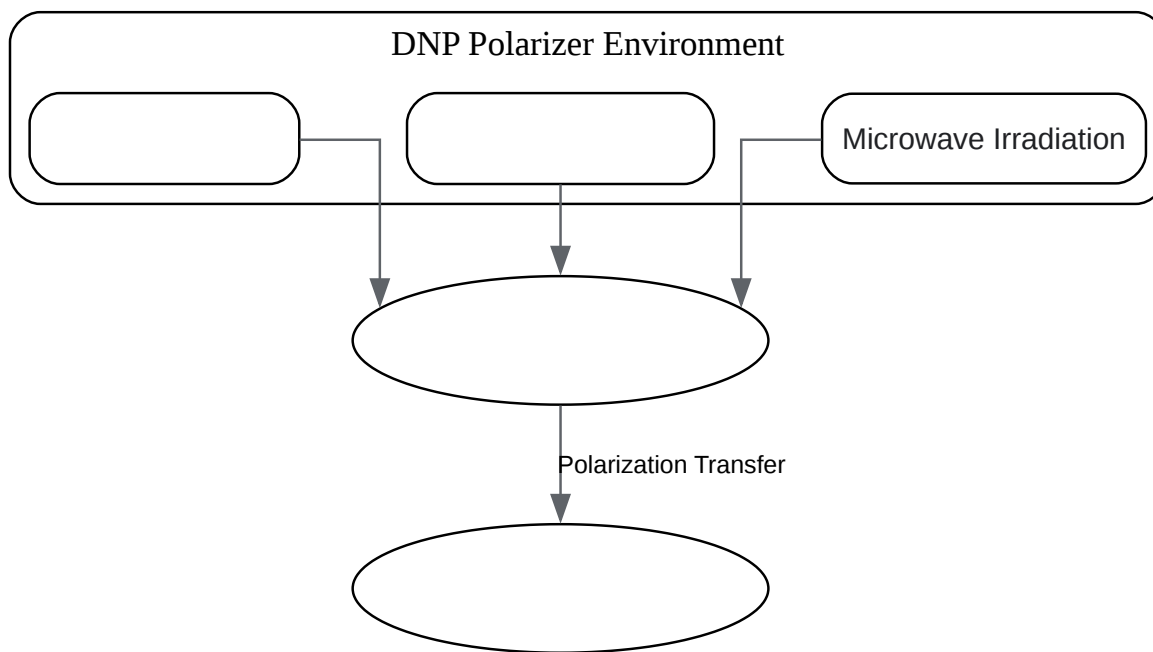 DNP Polarizer Environment
Microwave Irradiation
Polarization Transfer